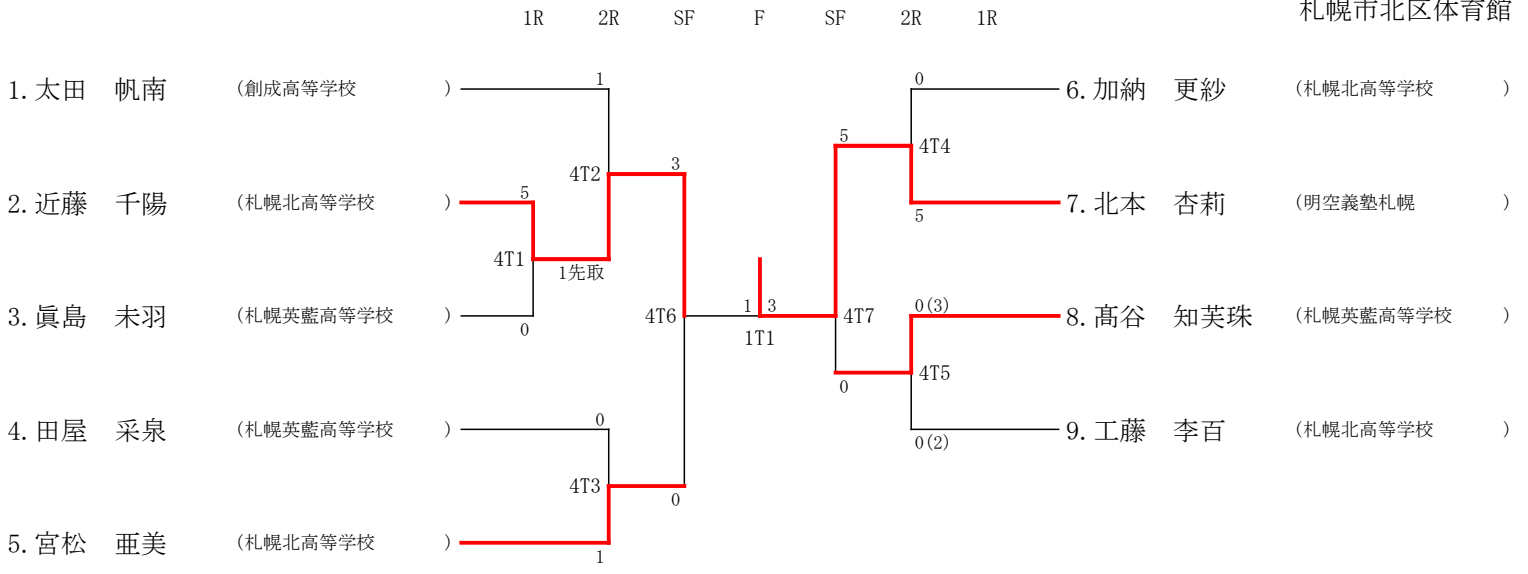 札幌市北区体育館
1R 2R SF F SF 2R 1R
1. 太田 帆南 (創成高等学校 )
1
0
6. 加納 更紗 (札幌北高等学校 )
5
4T4
4T2
3
2. 近藤 千陽 (札幌北高等学校 )
5
7. 北本 杏莉 (明空義塾札幌 )
5
4T1
1先取
3. 眞島 未羽 (札幌英藍高等学校 )
0
4T6
1 3
1T1
4T7
0(3)
8. 髙谷 知芙珠 (札幌英藍高等学校 )
4T5
0
4. 田屋 采泉 (札幌英藍高等学校 )
0
0(2)
9. 工藤 李百 (札幌北高等学校 )
4T3
0
5. 宮松 亜美 (札幌北高等学校 )
1